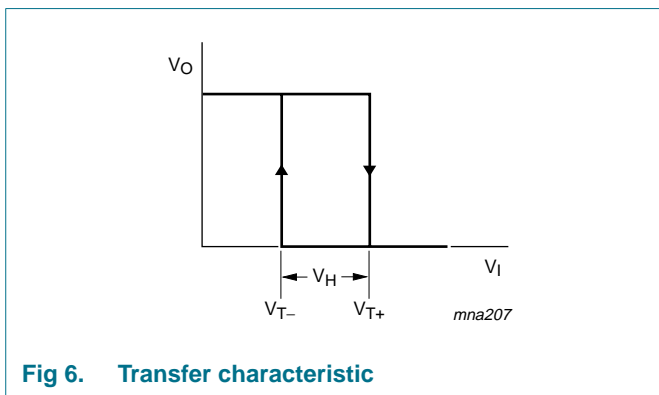 VO
VH
VI
VT−
VT+
mna207
Fig 6. Transfer characteristic